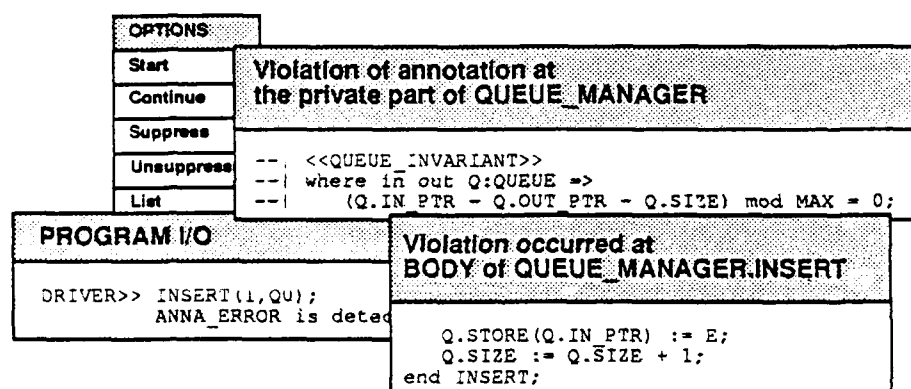 OPTIONS
Start
Continue
Suppress
Unsuppress
List
Violation of annotation at
the private part of QUEUE_MANAGER
--| <<QUEUE_INVARIANT>>
--| where in out Q:QUEUE =>
--| (Q.IN_PTR - Q.OUT_PTR - Q.SIZE) mod MAX = 0;
PROGRAM I/O
DRIVER>> INSERT(1,QU);
ANNA_ERROR is detec
Violation occurred at
BODY of QUEUE_MANAGER.INSERT
Q.STORE(Q.IN_PTR) := E;
Q.SIZE := Q.SIZE + 1;
end INSERT;